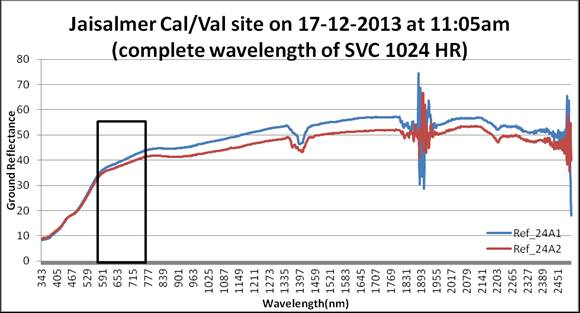 Jaisalmer Cal/Val site on 17-12-2013 at 11:05am
(complete wavelength of SVC 1024 HR)
80
70
60
50
40
30
20
10
0
Ground Reflectance
Ref_24A1
Ref_24A2
343 405 467 529 591 653 715 777 839 901 963 1025 1087 1149 1211 1273 1335 1397 1459 1521 1583 1645 1707 1769 1831 1893 1955 2017 2079 2141 2203 2265 2327 2389 2451
Wavelength(nm)